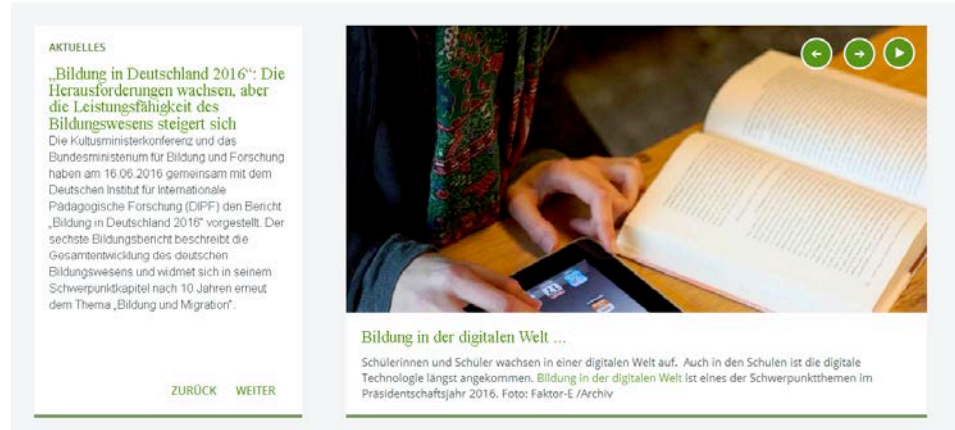 AKTUELLES
„Bildung in Deutschland 2016“: Die
Herausforderungen wachsen, aber
die Leistungsfähigkeit des
Bildungswesens steigert sich
Die Kultusministerkonferenz und das
Bundesministerium für Bildung und Forschung
haben am 16.06.2016 gemeinsam mit dem
Deutschen Institut für Internationale
Pädagogische Forschung (DIPF) den Bericht
„Bildung in Deutschland 2016“ vorgestellt. Der
sechste Bildungsbericht beschreibt die
Gesamtentwicklung des deutschen
Bildungswesens und widmet sich in seinem
Schwerpunktkapitel nach 10 Jahren erneut
dem Thema „Bildung und Migration“.
ZURÜCK WEITER
Bildung in der digitalen Welt ...
Schülerinnen und Schüler wachsen in einer digitalen Welt auf. Auch in den Schulen ist die digitale
Technologie längst angekommen. Bildung in der digitalen Welt ist eines der Schwerpunktthemen im
Präsidentschaftsjahr 2016. Foto: Faktor-E /Archiv